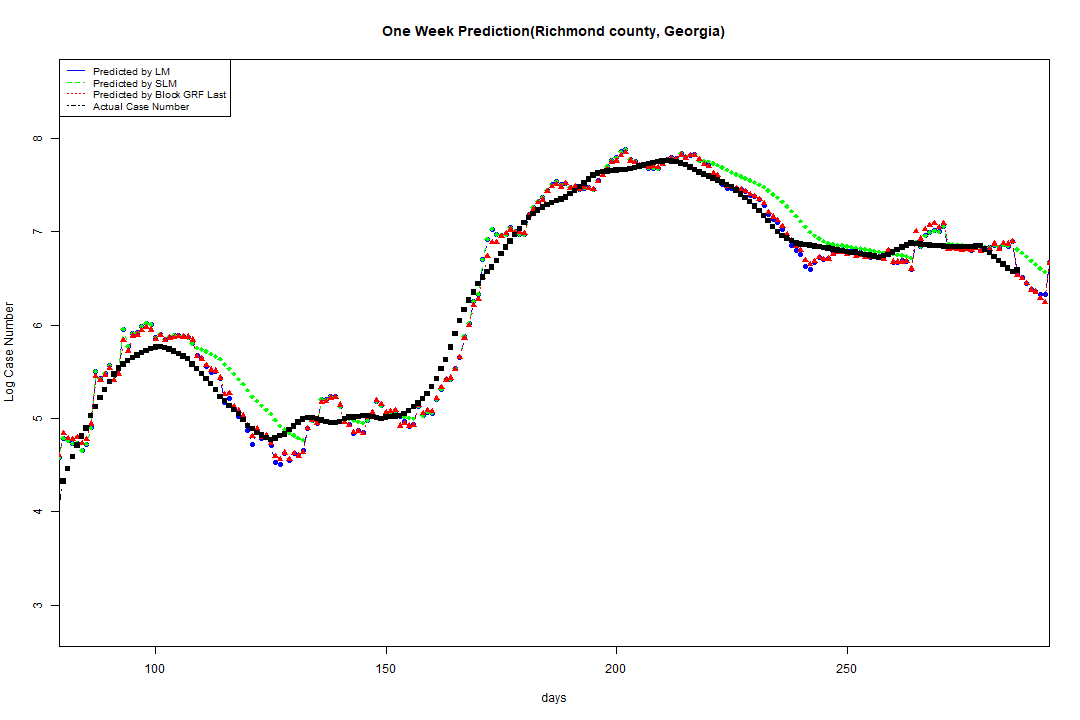 One Week Prediction(Richmond county, Georgia)
Predicted by LM
Predicted by SLM
Predicted by Block GRF Last
Actual Case Number
8
7
6
5
4
3
Log Case Number
100 150 200 250
days